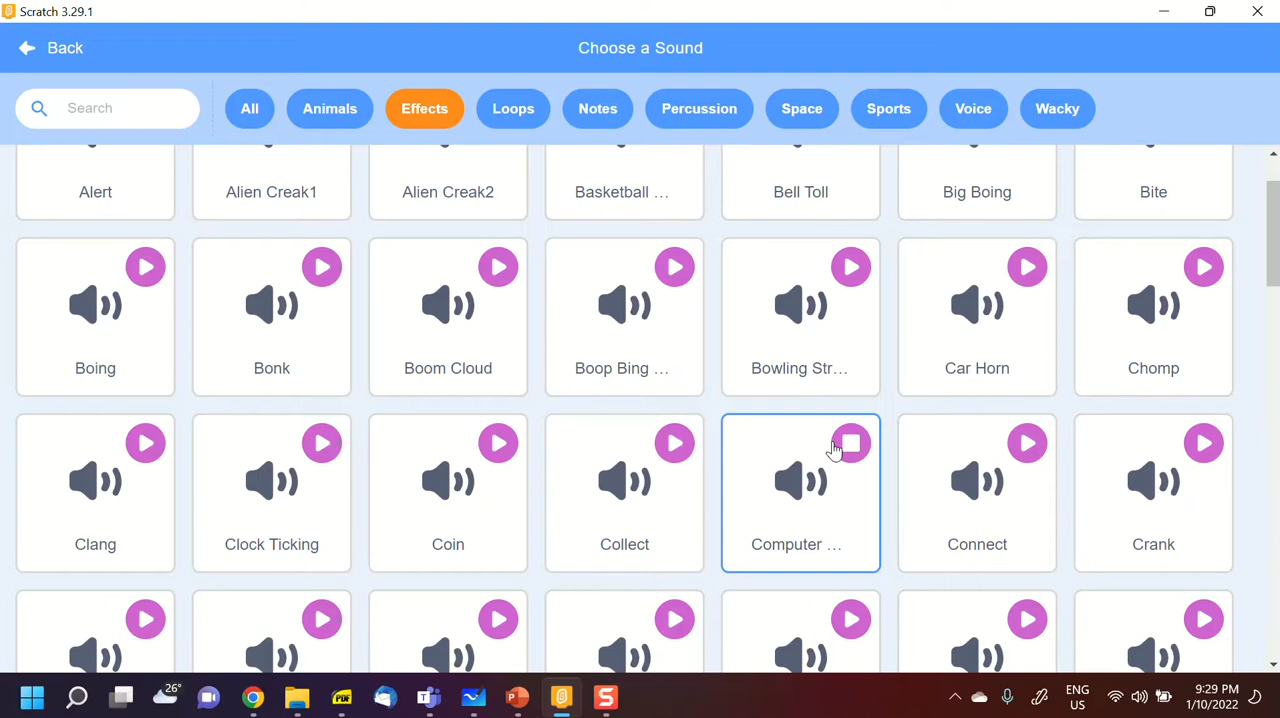 Scratch 3.29.1
Back
Choose a Sound
Search
All
Animals
Effects
Loops
Notes
Percussion
Space
Sports
Voice
Wacky
Alert
Alien Creak1
Alien Creak2
Basketball ...
Bell Toll
Big Boing
Bite
Boing
Bonk
Boom Cloud
Boop Bing ...
Bowling Str...
Car Horn
Chomp
Clang
Clock Ticking
Coin
Collect
Computer ...
Connect
Crank
26°
PDF
ENG
US
9:29 PM
1/10/2022